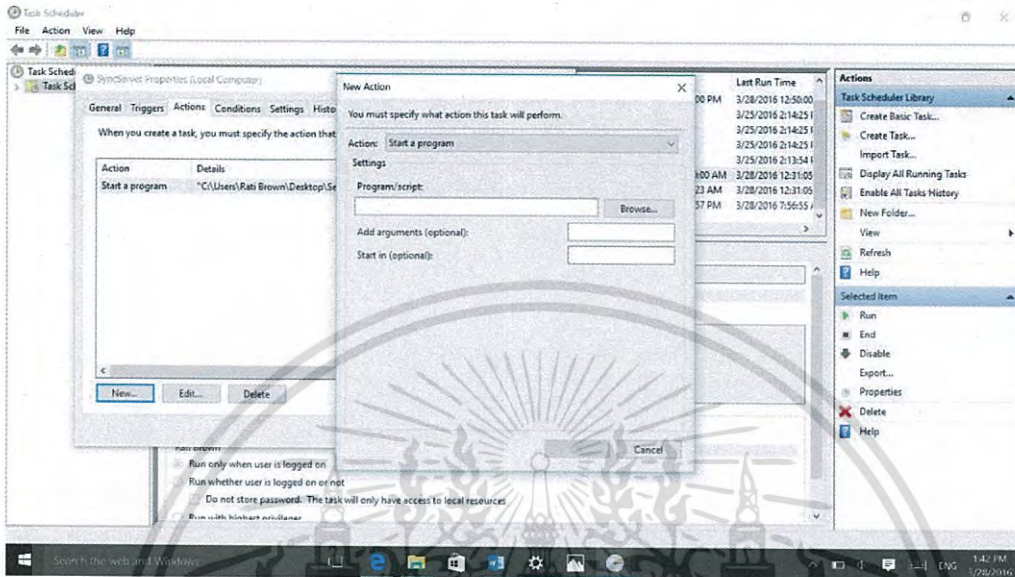 Task Scheduler
File Action View Help
Task Sched
Task Sc
SyncServet Properties (Local Computer)
General Triggers Actions Conditions Settings Histo
When you create a task, you must specify the action that
Action Details
Start a program "C:\Users\Rati Brown\Desktop\Se
New... Edit... Delete
New Action
You must specify what action this task will perform.
Action: Start a program
Settings
Program/script:
Browse...
Add arguments (optional):
Start in (optional):
Cancel
Last Run Time
00 PM 3/28/2016 12:50:00
3/25/2016 2:14:25
3/25/2016 2:14:25
3/25/2016 2:14:25
3/25/2016 2:13:54
:00 AM 3/28/2016 12:31:05
23 AM 3/28/2016 12:31:05
57 PM 3/28/2016 7:56:55
Rati Brown
Run only when user is logged on
Run whether user is logged on or not
Do not store password. The task will only have access to local resources
Run with highest privileges
Actions
Task Scheduler Library
Create Basic Task...
Create Task...
Import Task...
Display All Running Tasks
Enable All Tasks History
New Folder...
View
Refresh
Help
Selected Item
Run
End
Disable
Export...
Properties
Delete
Help
Search the web and Windows
ENG
1:42 PM
3/28/2016